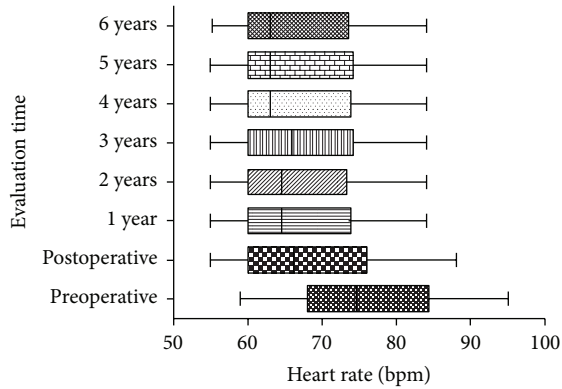 Evaluation time
6 years
5 years
4 years
3 years
2 years
1 year
Postoperative
Preoperative
50 60 70 80 90 100
Heart rate (bpm)